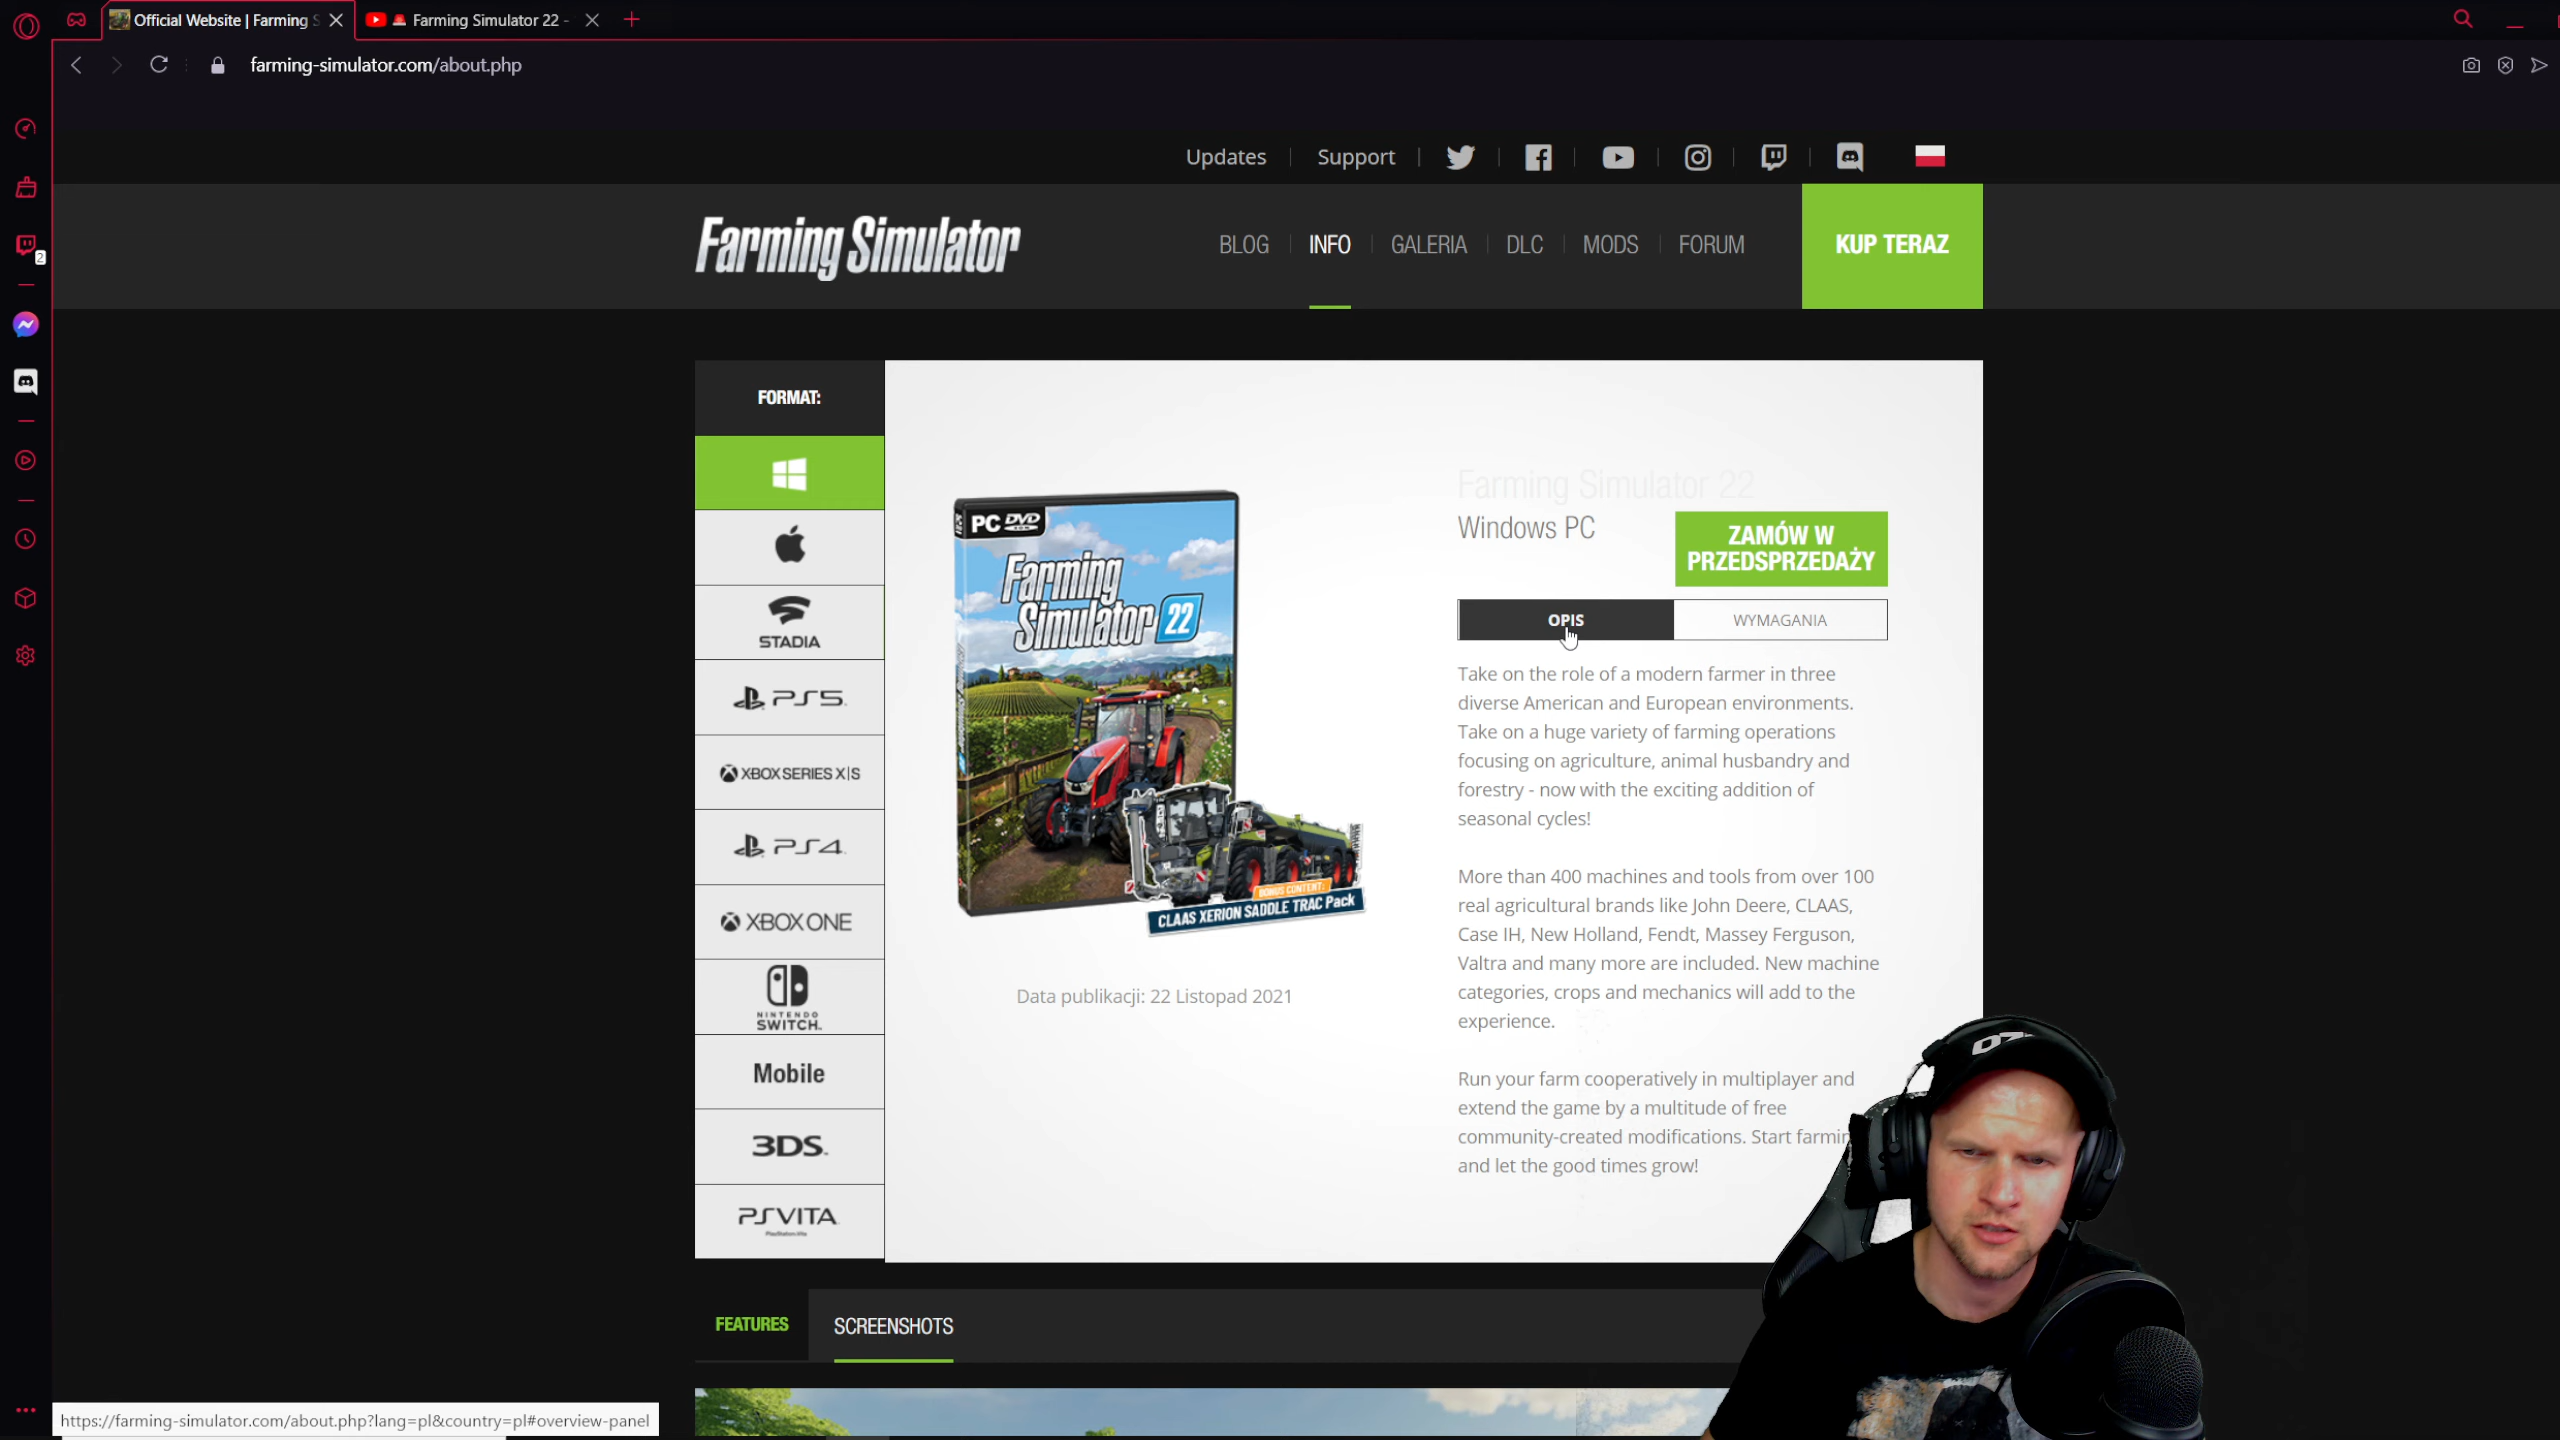 Official Website | Farming S
Farming Simulator 22 -
farming-simulator.com/about.php
2
Updates
Support
Farming Simulator
BLOG
INFO
GALERIA
DLC
MODS
FORUM
KUP TERAZ
FORMAT:
STADIA
PS5
XBOX SERIES X|S
PS4
XBOX ONE
NINTENDO
SWITCH
Mobile
3DS
PSVITA
PlayStation Vita
PC DVD
Farming
Simulator 22
BONUS CONTENT:
CLAAS XERION SADDLE TRAC Pack
Data publikacji: 22 Listopad 2021
Farming Simulator 22
Windows PC
ZAMÓW W
PRZEDSPRZEDAŻY
OPIS
WYMAGANIA
Take on the role of a modern farmer in three
diverse American and European environments.
Take on a huge variety of farming operations
focusing on agriculture, animal husbandry and
forestry - now with the exciting addition of
seasonal cycles!
More than 400 machines and tools from over 100
real agricultural brands like John Deere, CLAAS,
Case IH, New Holland, Fendt, Massey Ferguson,
Valtra and many more are included. New machine
categories, crops and mechanics will add to the
experience.
Run your farm cooperatively in multiplayer and
extend the game by a multitude of free
community-created modifications. Start farmin
and let the good times grow!
FEATURES
SCREENSHOTS
https://farming-simulator.com/about.php?lang=pl&country=pl#overview-panel